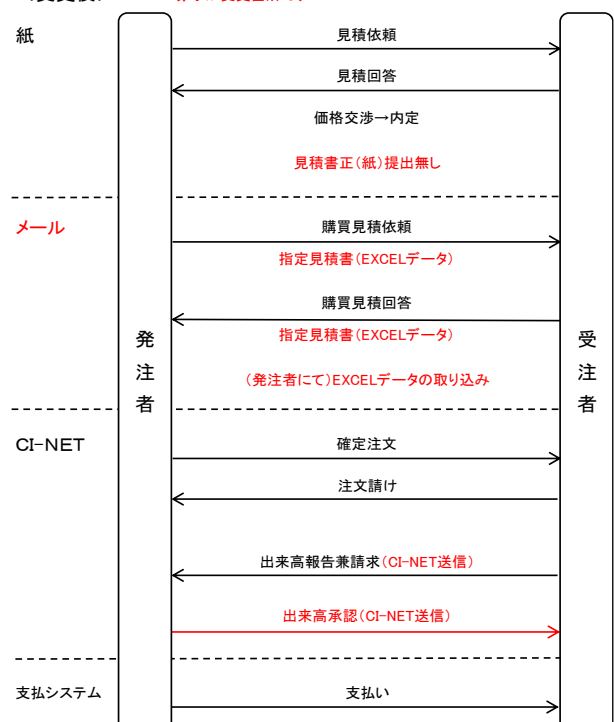 紙
見積依頼
見積回答
価格交渉→内定
見積書正(紙)提出無し
メール
購買見積依頼
指定見積書(EXCELデータ)
購買見積回答
指定見積書(EXCELデータ)
(発注者にて)EXCELデータの取り込み
発注者
受注者
CI-NET
確定注文
注文請け
出来高報告兼請求(CI-NET送信)
出来高承認(CI-NET送信)
支払システム
支払い